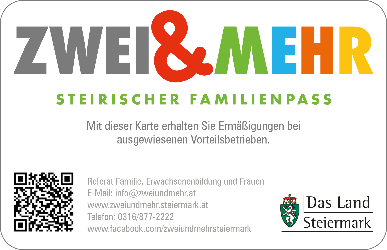 ZWEI&MEHR
STEIRISCHER FAMILIENPASS
Mit dieser Karte erhalten Sie Ermäßigungen bei
ausgewiesenen Vorteilsbetrieben.
Referat Familie, Erwachsenenbildung und Frauen
E-Mail: info@zweiundmehr.at
www.zweiundmehr.steiermark.at
Telefon: 0316/877-2222
www.facebook.com/zweiundmehrsteiermark
Das Land
Steiermark